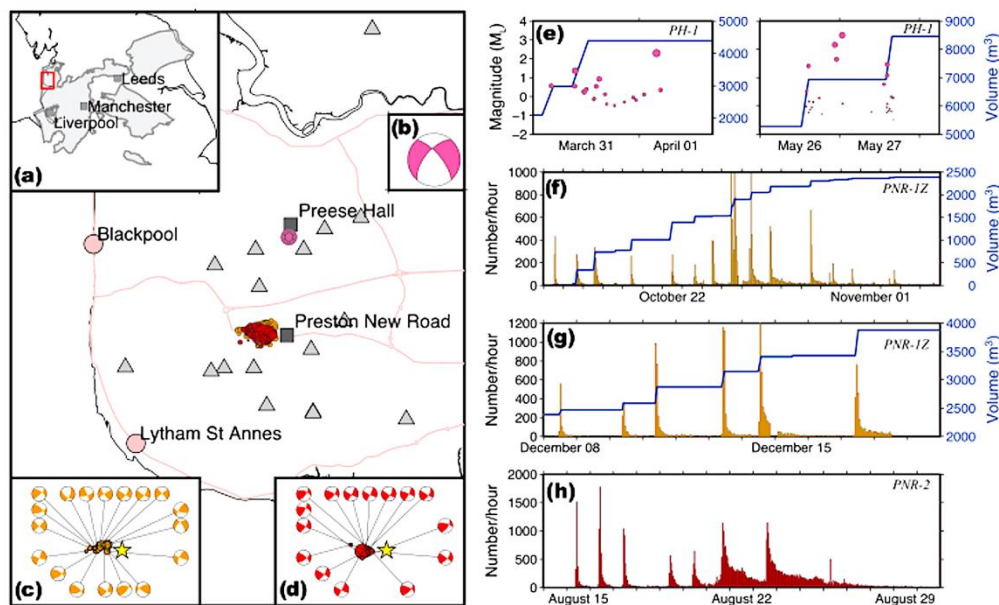 Leeds
Manchester
Liverpool
(a)
(b)
Preese Hall
Blackpool
Preston New Road
Lytham St Annes
(c)
(d)
(e)
PH-1
PH-1
Magnitude (ML)
4
3
2
1
0
−1
−2
5000
4000
3000
2000
9000
8000
7000
6000
5000
Volume (m³)
March 31
April 01
May 26
May 27
(f)
PNR-1Z
Number/hour
1000
800
600
400
200
0
2500
2000
1500
1000
500
0
Volume (m³)
October 22
November 01
(g)
PNR-1Z
Number/hour
1200
1000
800
600
400
200
0
4000
3500
3000
2500
2000
Volume (m³)
December 08
December 15
(h)
PNR-2
Number/hour
2000
1500
1000
500
0
August 15
August 22
August 29